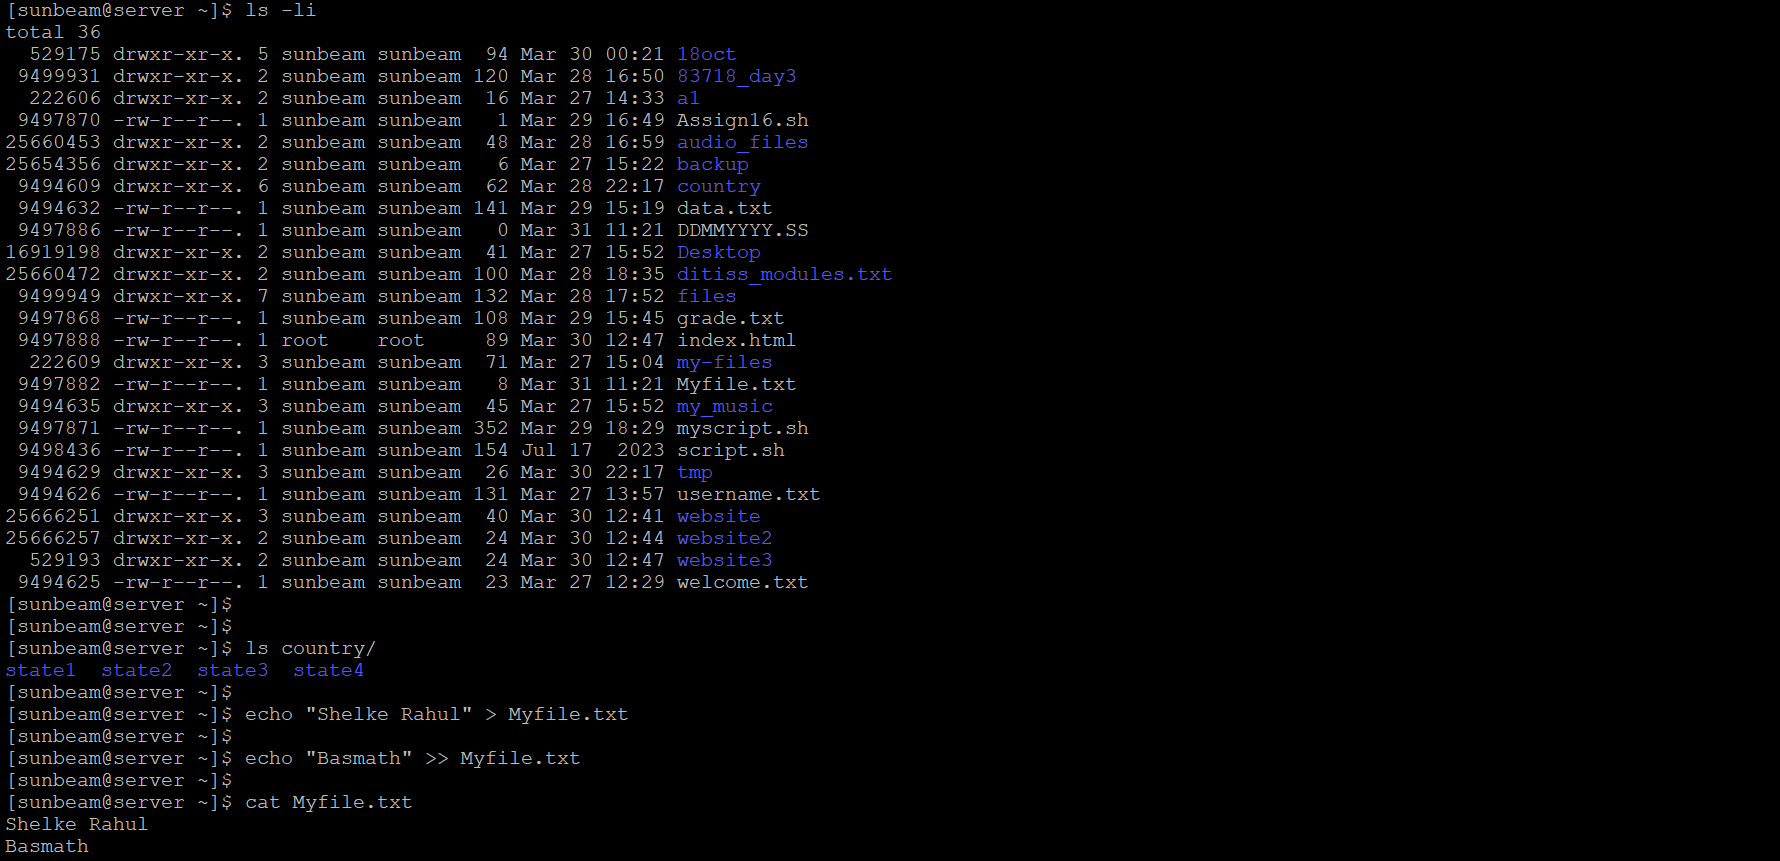 [sunbeam@server ~]$ ls -li
total 36
  529175 drwxr-xr-x. 5 sunbeam sunbeam  94 Mar 30 00:21 18oct
 9499931 drwxr-xr-x. 2 sunbeam sunbeam 120 Mar 28 16:50 83718_day3
  222606 drwxr-xr-x. 2 sunbeam sunbeam  16 Mar 27 14:33 a1
 9497870 -rw-r--r--. 1 sunbeam sunbeam   1 Mar 29 16:49 Assign16.sh
25660453 drwxr-xr-x. 2 sunbeam sunbeam  48 Mar 28 16:59 audio_files
25654356 drwxr-xr-x. 2 sunbeam sunbeam   6 Mar 27 15:22 backup
 9494609 drwxr-xr-x. 6 sunbeam sunbeam  62 Mar 28 22:17 country
 9494632 -rw-r--r--. 1 sunbeam sunbeam 141 Mar 29 15:19 data.txt
 9497886 -rw-r--r--. 1 sunbeam sunbeam   0 Mar 31 11:21 DDMMYYYY.SS
16919198 drwxr-xr-x. 2 sunbeam sunbeam  41 Mar 27 15:52 Desktop
25660472 drwxr-xr-x. 2 sunbeam sunbeam 100 Mar 28 18:35 ditiss_modules.txt
 9499949 drwxr-xr-x. 7 sunbeam sunbeam 132 Mar 28 17:52 files
 9497868 -rw-r--r--. 1 sunbeam sunbeam 108 Mar 29 15:45 grade.txt
 9497888 -rw-r--r--. 1 root    root     89 Mar 30 12:47 index.html
  222609 drwxr-xr-x. 3 sunbeam sunbeam  71 Mar 27 15:04 my-files
 9497882 -rw-r--r--. 1 sunbeam sunbeam   8 Mar 31 11:21 Myfile.txt
 9494635 drwxr-xr-x. 3 sunbeam sunbeam  45 Mar 27 15:52 my_music
 9497871 -rw-r--r--. 1 sunbeam sunbeam 352 Mar 29 18:29 myscript.sh
 9498436 -rw-r--r--. 1 sunbeam sunbeam 154 Jul 17  2023 script.sh
 9494629 drwxr-xr-x. 3 sunbeam sunbeam  26 Mar 30 22:17 tmp
 9494626 -rw-r--r--. 1 sunbeam sunbeam 131 Mar 27 13:57 username.txt
25666251 drwxr-xr-x. 3 sunbeam sunbeam  40 Mar 30 12:41 website
25666257 drwxr-xr-x. 2 sunbeam sunbeam  24 Mar 30 12:44 website2
  529193 drwxr-xr-x. 2 sunbeam sunbeam  24 Mar 30 12:47 website3
 9494625 -rw-r--r--. 1 sunbeam sunbeam  23 Mar 27 12:29 welcome.txt
[sunbeam@server ~]$
[sunbeam@server ~]$
[sunbeam@server ~]$ ls country/
state1  state2  state3  state4
[sunbeam@server ~]$
[sunbeam@server ~]$ echo "Shelke Rahul" > Myfile.txt
[sunbeam@server ~]$
[sunbeam@server ~]$ echo "Basmath" >> Myfile.txt
[sunbeam@server ~]$
[sunbeam@server ~]$ cat Myfile.txt
Shelke Rahul
Basmath